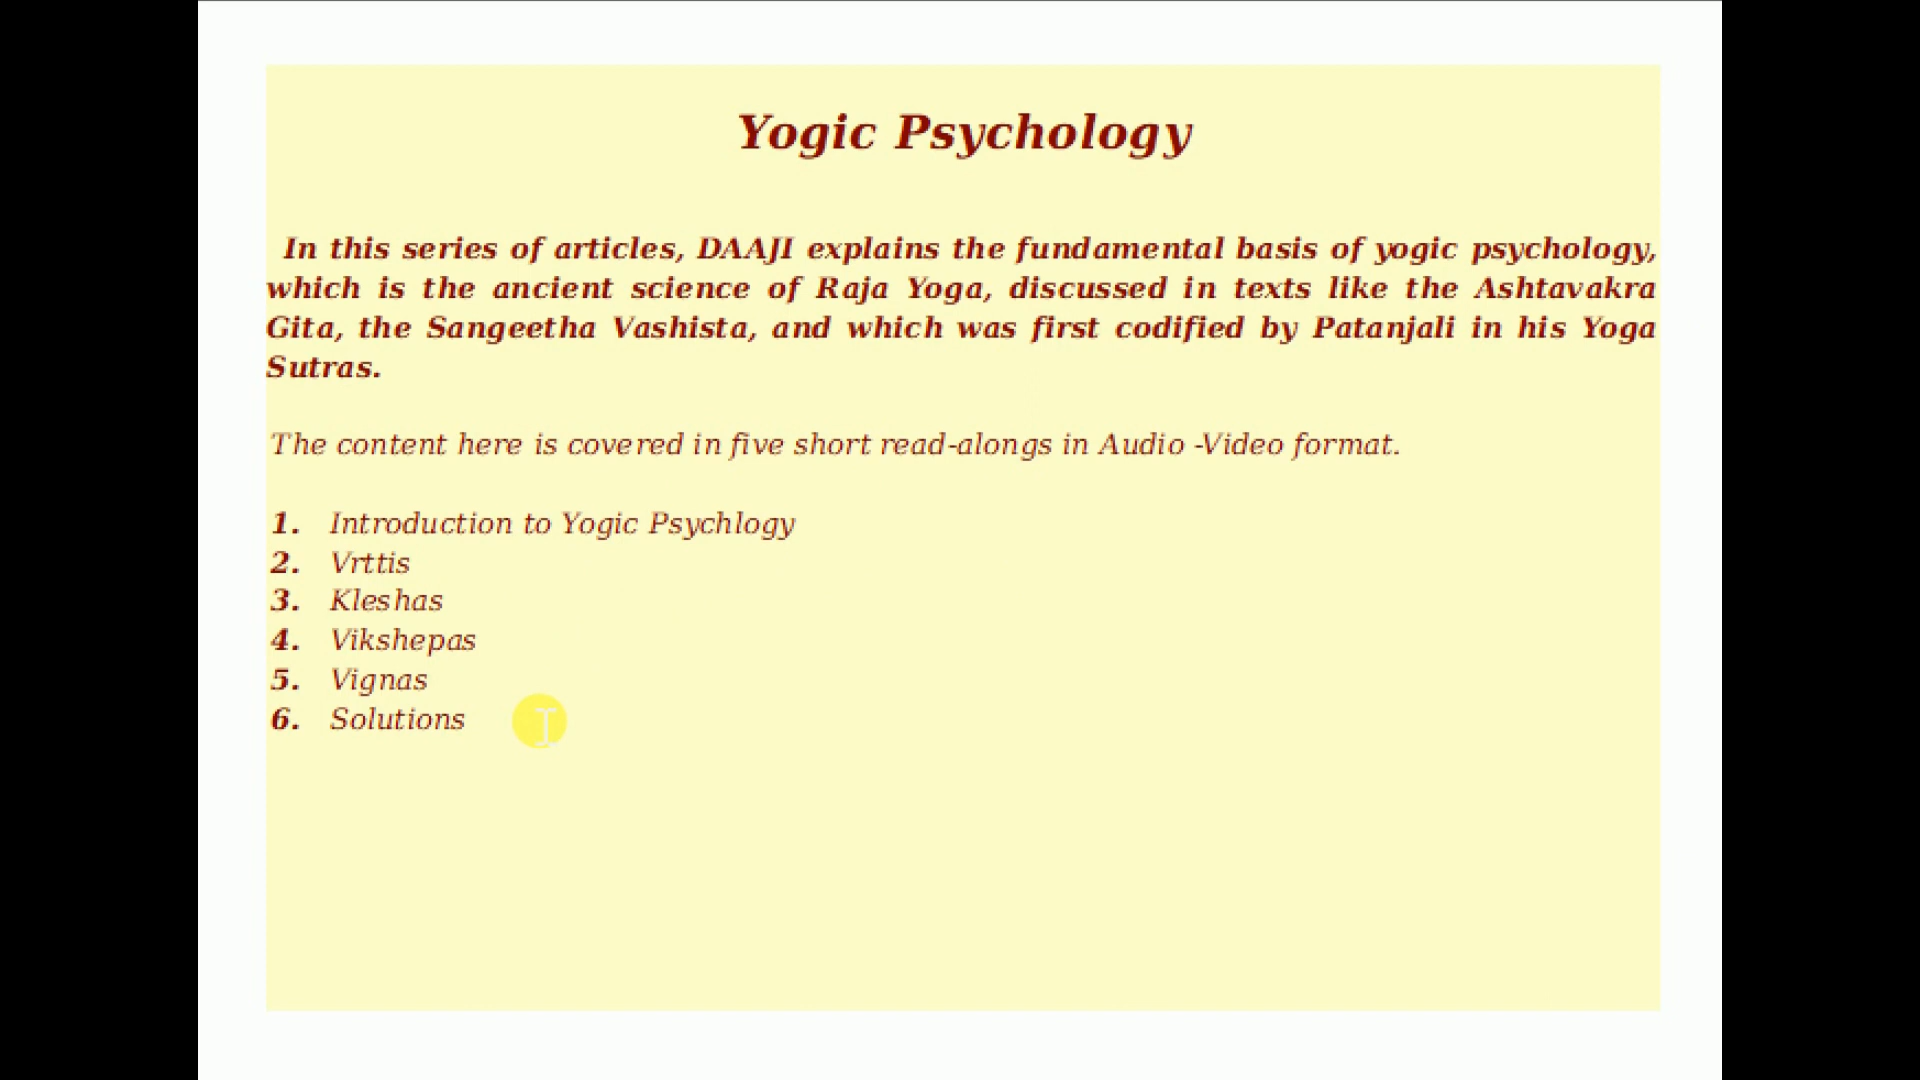 Yogic Psychology
In this series of articles, DAAJI explains the fundamental basis of yogic psychology,
which is the ancient science of Raja Yoga, discussed in texts like the Ashtavakra
Gita, the Sangeetha Vashista, and which was first codified by Patanjali in his Yoga
Sutras.
The content here is covered in five short read-alongs in Audio -Video format.
1. Introduction to Yogic Psychlogy
2. Vrttis
3. Kleshas
4. Vikshepas
5. Vignas
6. Solutions